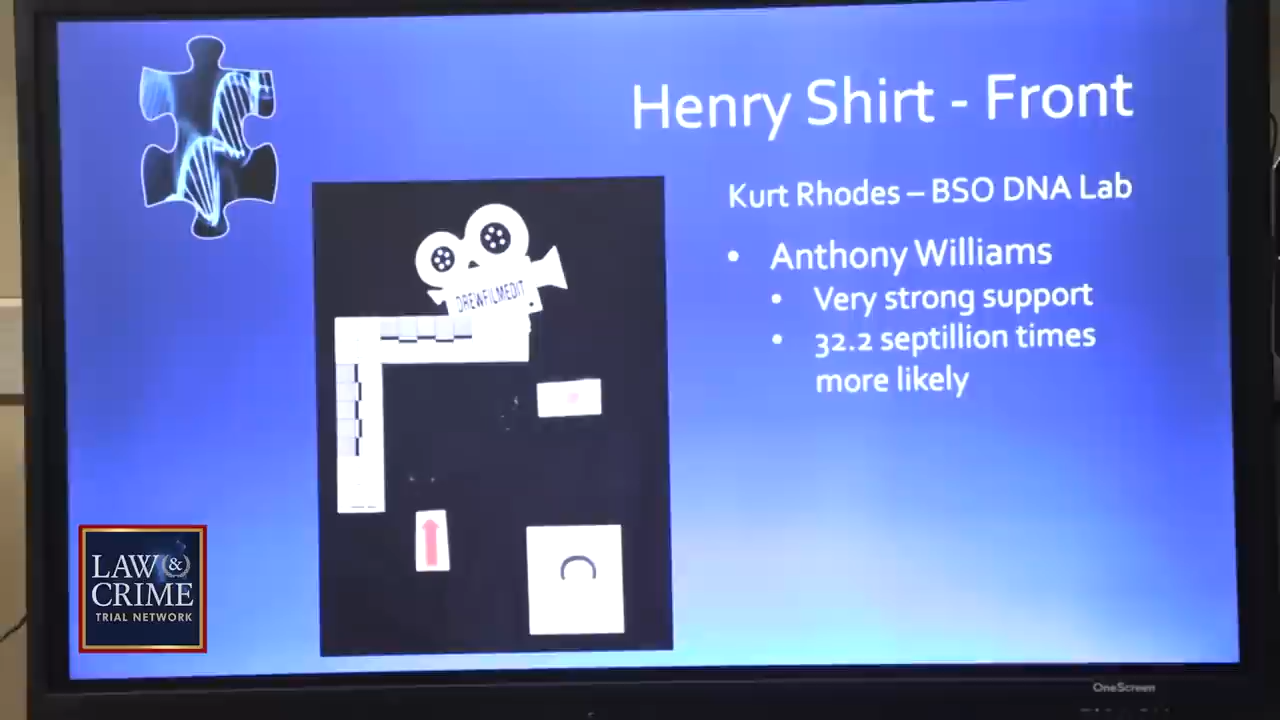 Henry Shirt - Front
Kurt Rhodes – BSO DNA Lab
• Anthony Williams
• Very strong support
• 32.2 septillion times
more likely
DREWFILMEDIT
LAW &
CRIME
TRIAL NETWORK
OneScreen